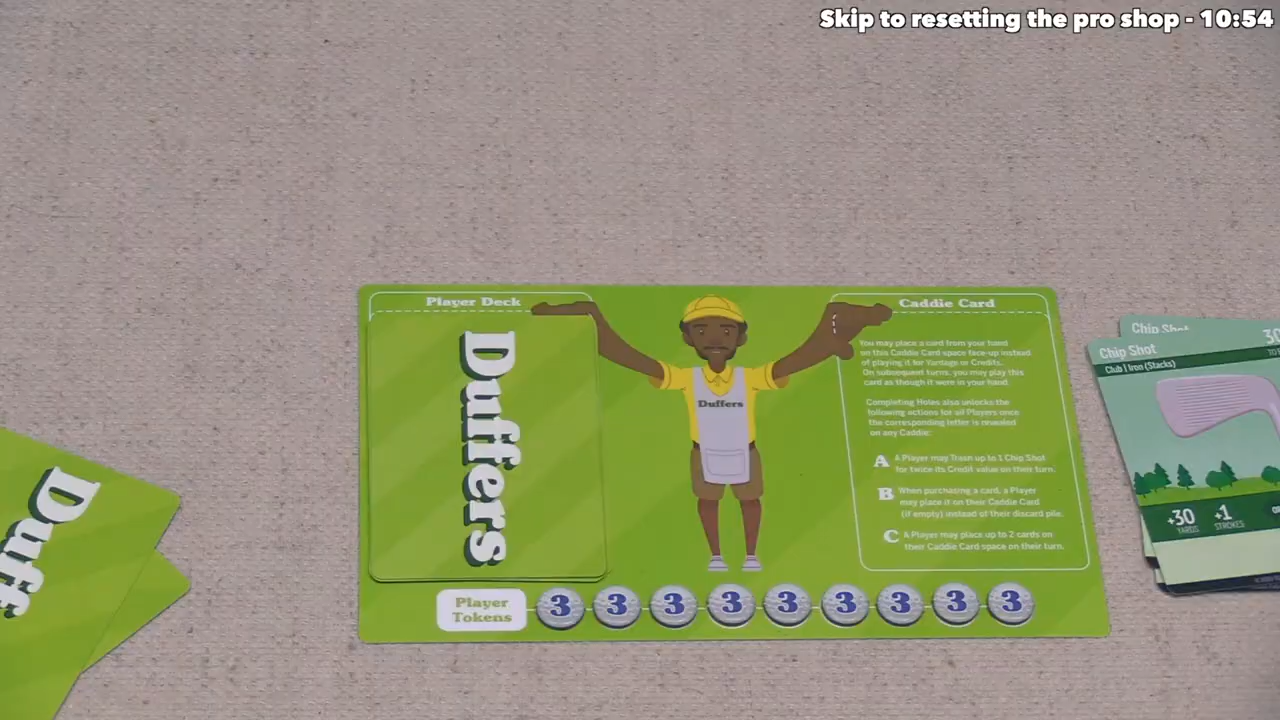 Skip to resetting the pro shop - 10:54
Player Deck
Caddie Card
Duffers
You may place a card from your hand
on this Caddie Card space face-up instead
of playing it for Yardage or Credits.
On subsequent turns, you may play this
card as though it were in your hand.
Completing Holes also unlocks the
following actions for all Players once
the corresponding letter is revealed
on any Caddie:
A A Player may Trash up to 1 Chip Shot
for twice its Credit value on their turn.
B When purchasing a card, a Player
may place it on their Caddie Card
(if empty) instead of their discard pile.
C A Player may place up to 2 cards on
their Caddie Card space on their turn.
Duffers
Player
Tokens
3 3 3 3 3 3 3 3 3
Duff
Chip Shot
Chip Shot
Club | Iron (Stacks)
+30
YARDS
+1
STROKES